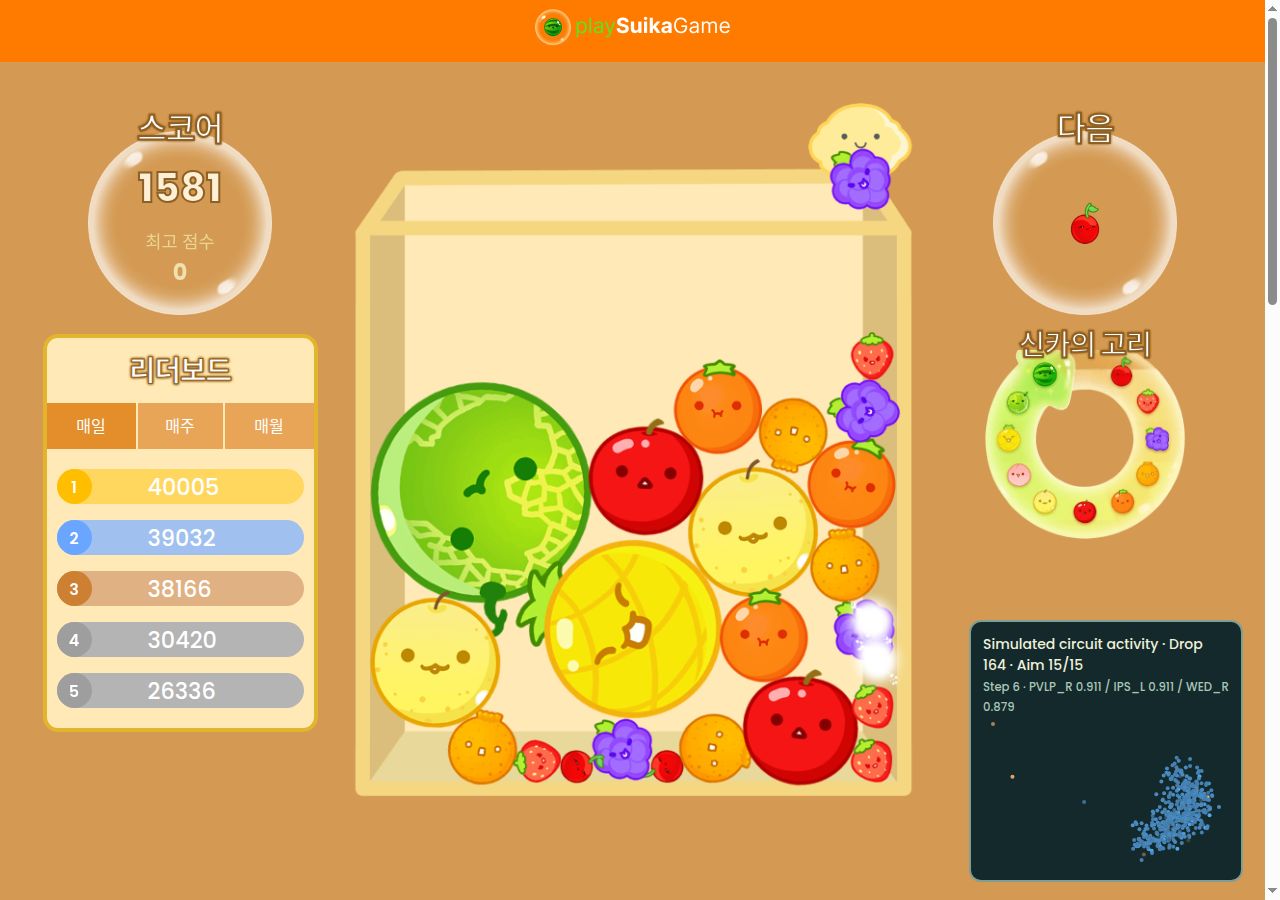 playSuikaGame
스코어
1581
최고 점수
0
리더보드
매일
매주
매월
1 40005
2 39032
3 38166
4 30420
5 26336
다음
신카의 고리
Simulated circuit activity · Drop
164 · Aim 15/15
Step 6 · PVLP_R 0.911 / IPS_L 0.911 / WED_R
0.879